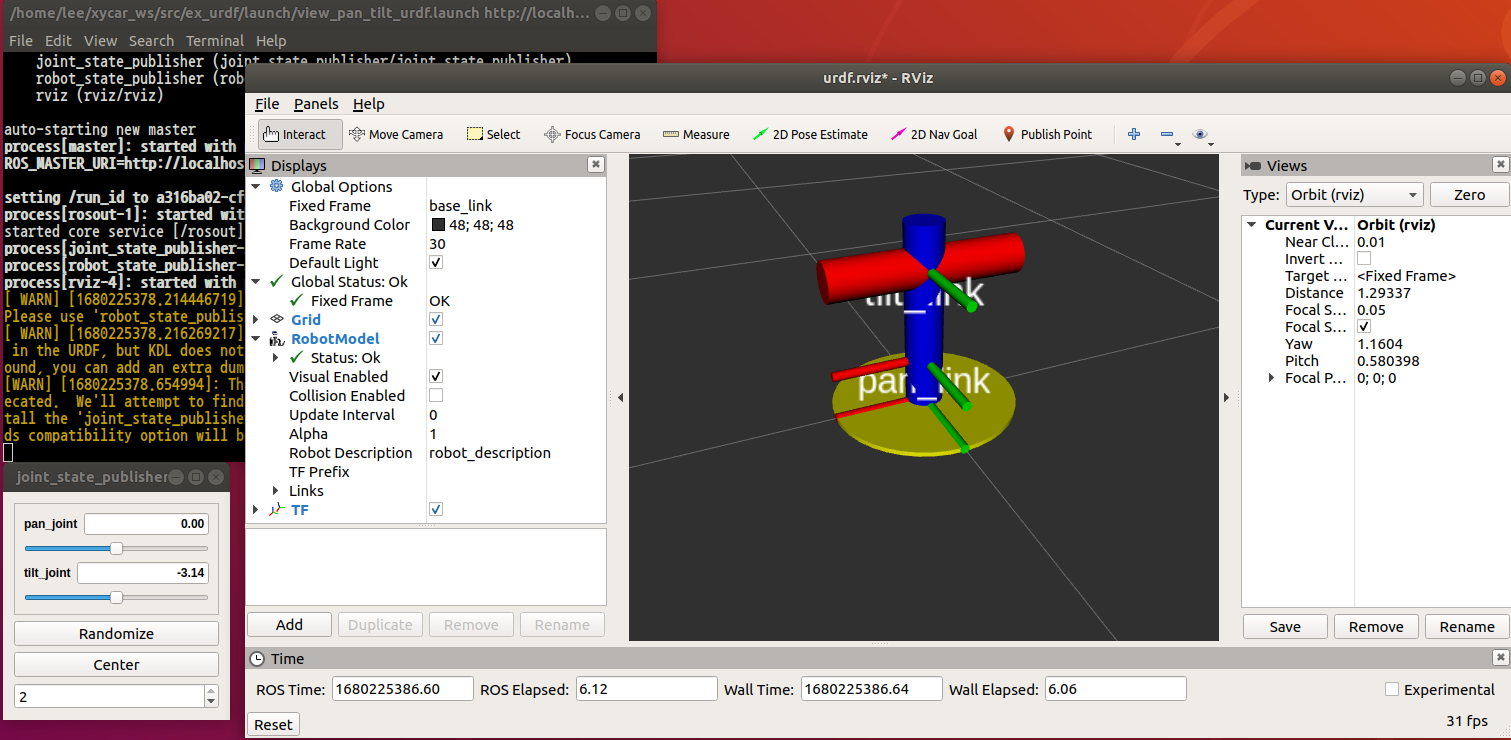 /home/lee/xycar_ws/src/ex_urdf/launch/view_pan_tilt_urdf.launch http://localh...
File Edit View Search Terminal Help
joint_state_publisher (joint_state_publisher/joint_state_publisher)
robot_state_publisher (rob
rviz (rviz/rviz)
auto-starting new master
process[master]: started with
ROS_MASTER_URI=http://localhos
setting /run_id to a316ba02-cf
process[rosout-1]: started wit
started core service [/rosout]
process[joint_state_publisher-
process[robot_state_publisher-
process[rviz-4]: started with
[ WARN] [1680225378.214446719]
Please use 'robot_state_publis
[ WARN] [1680225378.216269217]
in the URDF, but KDL does not
ound, you can add an extra dum
[WARN] [1680225378.654994]: Th
ecated. We'll attempt to find
tall the 'joint_state_publishe
ds compatibility option will b
joint_state_publisher
pan_joint 0.00
tilt_joint -3.14
Randomize
Center
2
urdf.rviz* - RViz
File Panels Help
Interact Move Camera Select Focus Camera Measure 2D Pose Estimate 2D Nav Goal Publish Point
Displays
Global Options
Fixed Frame base_link
Background Color 48; 48; 48
Frame Rate 30
Default Light
Global Status: Ok
Fixed Frame OK
Grid
RobotModel
Status: Ok
Visual Enabled
Collision Enabled
Update Interval 0
Alpha 1
Robot Description robot_description
TF Prefix
Links
TF
Add Duplicate Remove Rename
pan_link
Views
Type: Orbit (rviz) Zero
Current V... Orbit (rviz)
Near Cl... 0.01
Invert ...
Target ... <Fixed Frame>
Distance 1.29337
Focal S... 0.05
Focal S...
Yaw 1.1604
Pitch 0.580398
Focal P... 0; 0; 0
Save Remove Rename
Time
ROS Time: 1680225386.60 ROS Elapsed: 6.12 Wall Time: 1680225386.64 Wall Elapsed: 6.06 Experimental
Reset 31 fps